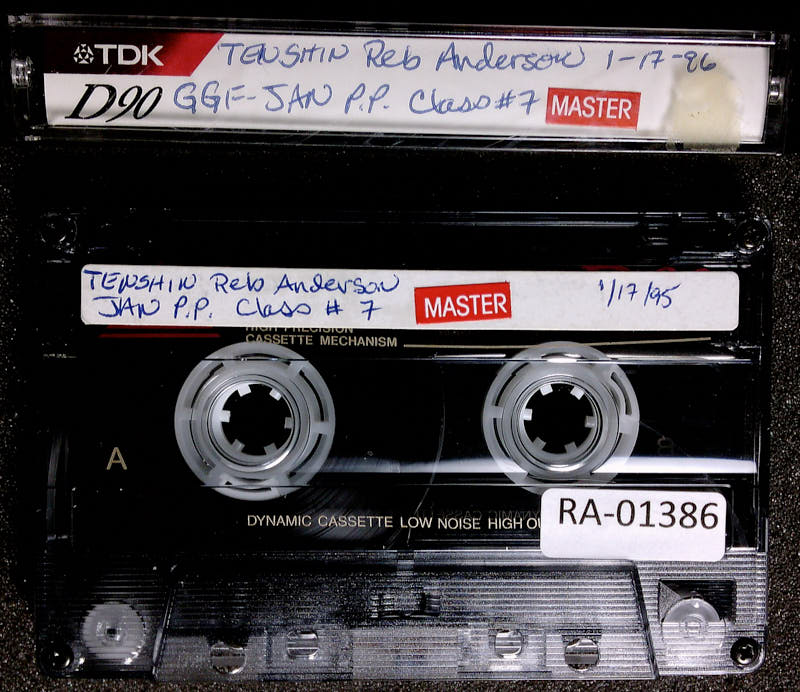 TDK TENSHIN Reb Anderson 1-17-96
D90 GGF-JAN P.P. Class #7 MASTER
TENSHIN Reb Anderson
JAN P.P. Class # 7 MASTER 1/17/95
HIGH PRECISION
CASSETTE MECHANISM
A
DYNAMIC CASSETTE LOW NOISE HIGH
RA-01386